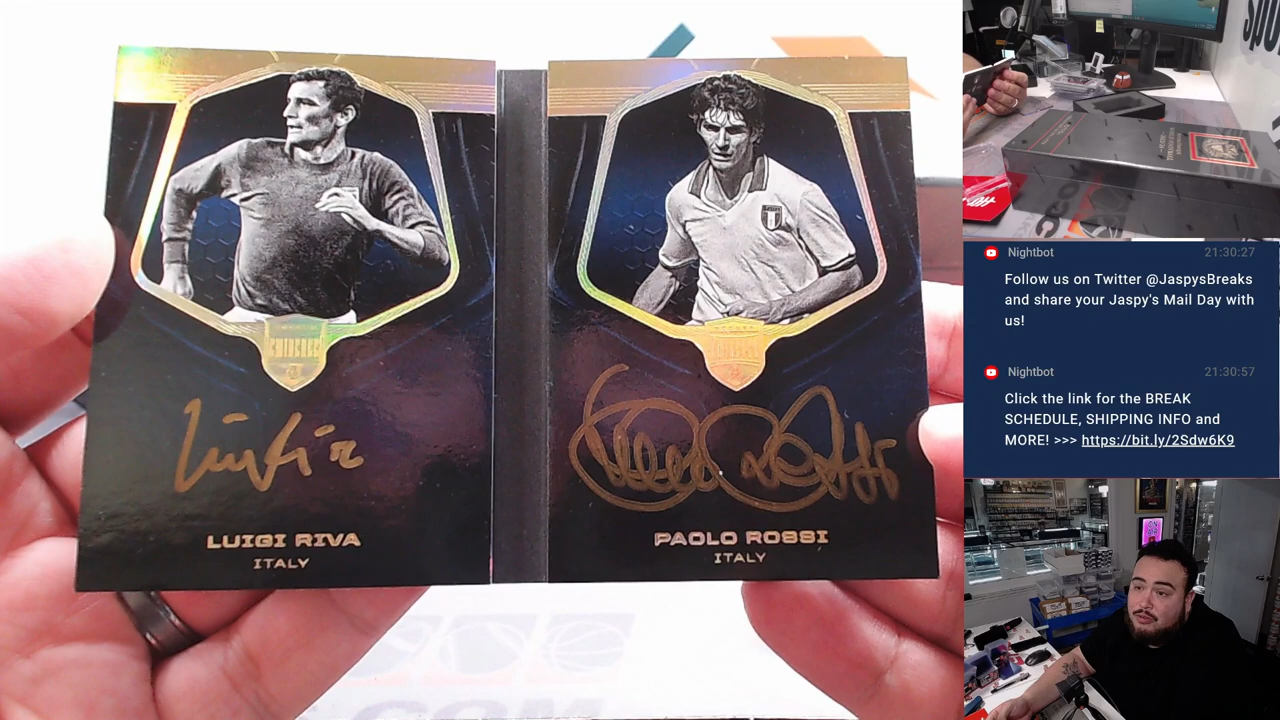 LUIGI RIVA
ITALY
PAOLO ROSSI
ITALY
Nightbot
21:30:27
Follow us on Twitter @JaspysBreaks
and share your Jaspy's Mail Day with
us!
Nightbot
21:30:57
Click the link for the BREAK
SCHEDULE, SHIPPING INFO and
MORE! >>> https://bit.ly/2Sdw6K9
.COM